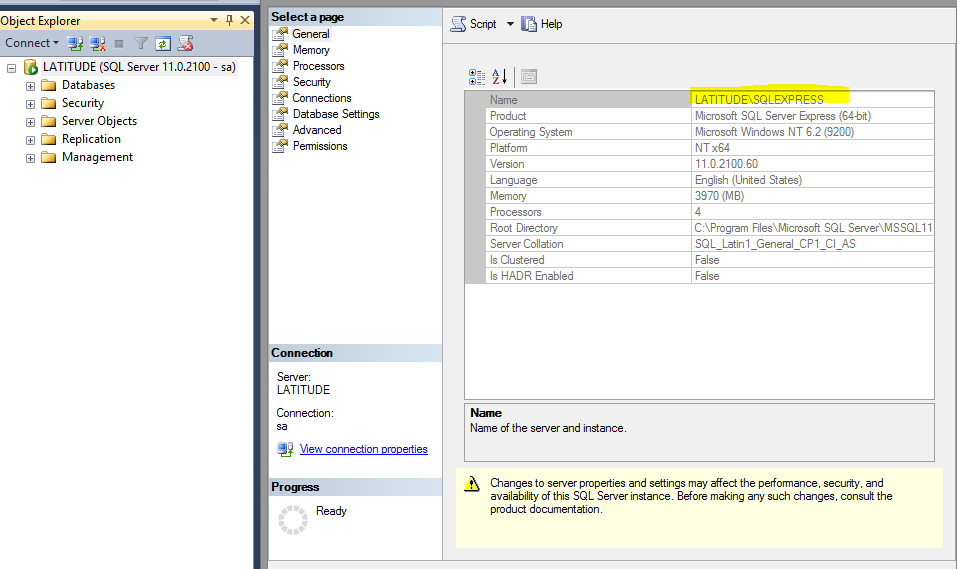 Object Explorer
Connect
LATITUDE (SQL Server 11.0.2100 - sa)
Databases
Security
Server Objects
Replication
Management
Select a page
General
Memory
Processors
Security
Connections
Database Settings
Advanced
Permissions
Connection
Server:
LATITUDE
Connection:
sa
View connection properties
Progress
Ready
Script Help
Name LATITUDE\SQLEXPRESS
Product Microsoft SQL Server Express (64-bit)
Operating System Microsoft Windows NT 6.2 (9200)
Platform NT x64
Version 11.0.2100.60
Language English (United States)
Memory 3970 (MB)
Processors 4
Root Directory C:\Program Files\Microsoft SQL Server\MSSQL11
Server Collation SQL_Latin1_General_CP1_CI_AS
Is Clustered False
Is HADR Enabled False
Name
Name of the server and instance.
Changes to server properties and settings may affect the performance, security, and
availability of this SQL Server instance. Before making any such changes, consult the
product documentation.